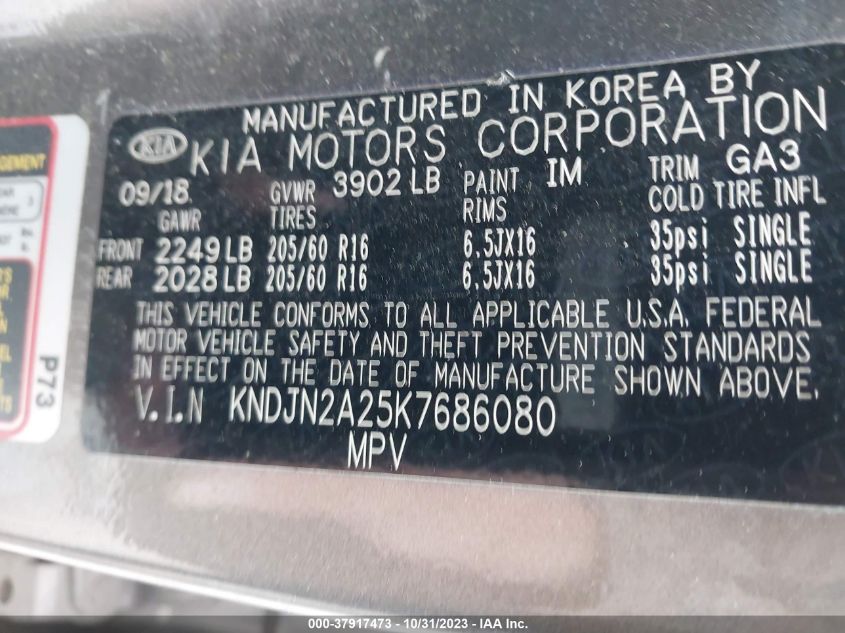 MANUFACTURED IN KOREA BY
KIA KIA MOTORS CORPORATION
09/18 GVWR 3902 LB PAINT IM TRIM GA3
GAWR TIRES RIMS COLD TIRE INFL
FRONT 2249 LB 205/60 R16 6.5JX16 35psi SINGLE
REAR 2028 LB 205/60 R16 6.5JX16 35psi SINGLE
THIS VEHICLE CONFORMS TO ALL APPLICABLE U.S.A. FEDERAL
MOTOR VEHICLE SAFETY AND THEFT PREVENTION STANDARDS
IN EFFECT ON THE DATE OF MANUFACTURE SHOWN ABOVE.
V.I.N KNDJN2A25K7686080
MPV
P73
000-37917473 - 10/31/2023 - IAA Inc.